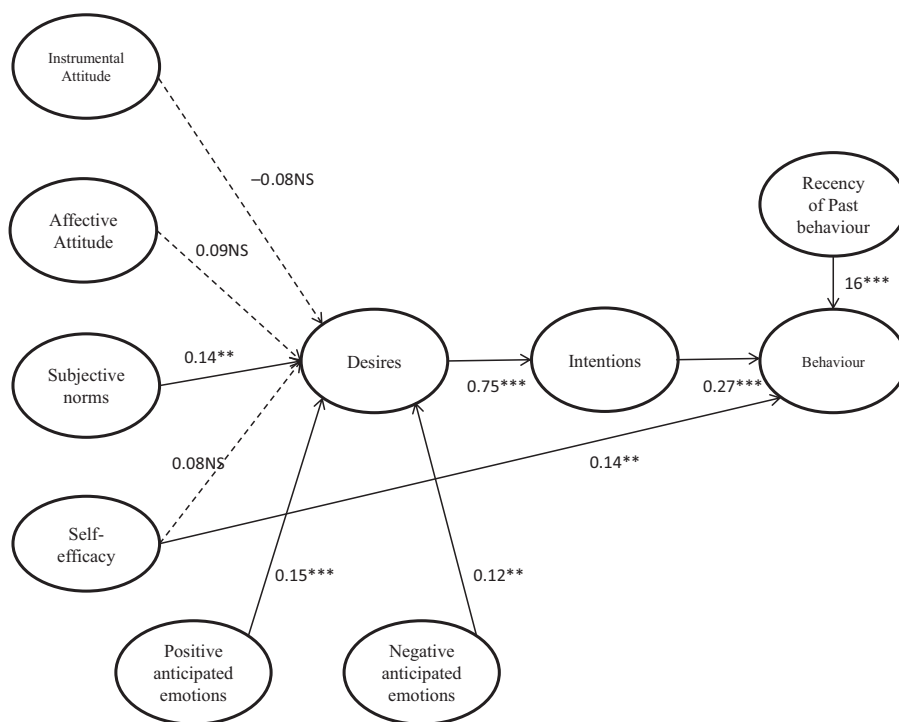 Instrumental
Attitude
−0.08NS
Recency
of Past
behaviour
Affective
Attitude
0.09NS
16***
Subjective
norms
0.14**
Desires
0.75***
Intentions
0.27***
Behaviour
0.08NS
0.14**
Self-
efficacy
0.15***
0.12**
Positive
anticipated
emotions
Negative
anticipated
emotions